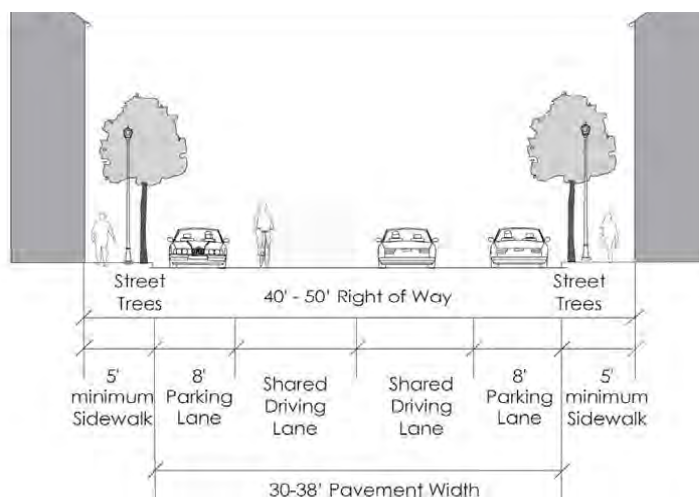 Street
Trees
40' - 50' Right of Way
Street
Trees
5'
minimum
Sidewalk
8'
Parking
Lane
Shared
Driving
Lane
Shared
Driving
Lane
8'
Parking
Lane
5'
minimum
Sidewalk
30-38' Pavement Width